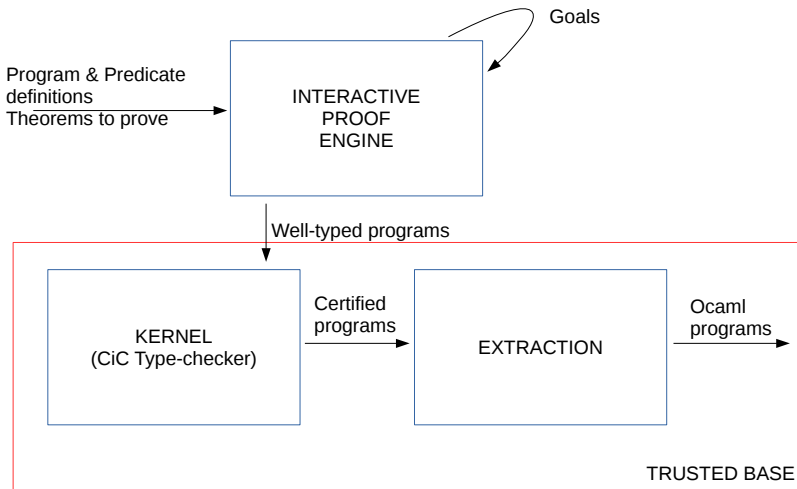 Goals
Program & Predicate
definitions
Theorems to prove
INTERACTIVE
PROOF
ENGINE
Well-typed programs
KERNEL
(CiC Type-checker)
Certified
programs
EXTRACTION
Ocaml
programs
TRUSTED BASE